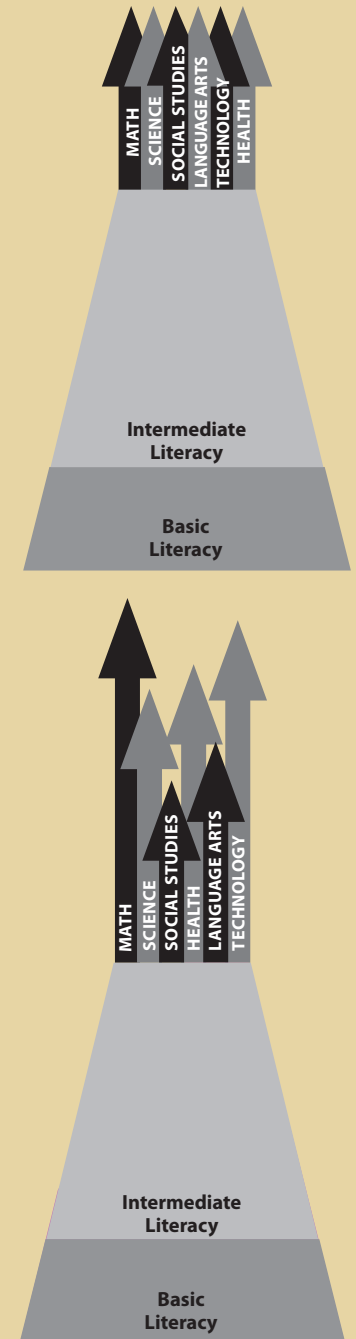 MATH
SCIENCE
SOCIAL STUDIES
LANGUAGE ARTS
TECHNOLOGY
HEALTH
Intermediate
Literacy
Basic
Literacy
MATH
SCIENCE
SOCIAL STUDIES
HEALTH
LANGUAGE ARTS
TECHNOLOGY
Intermediate
Literacy
Basic
Literacy